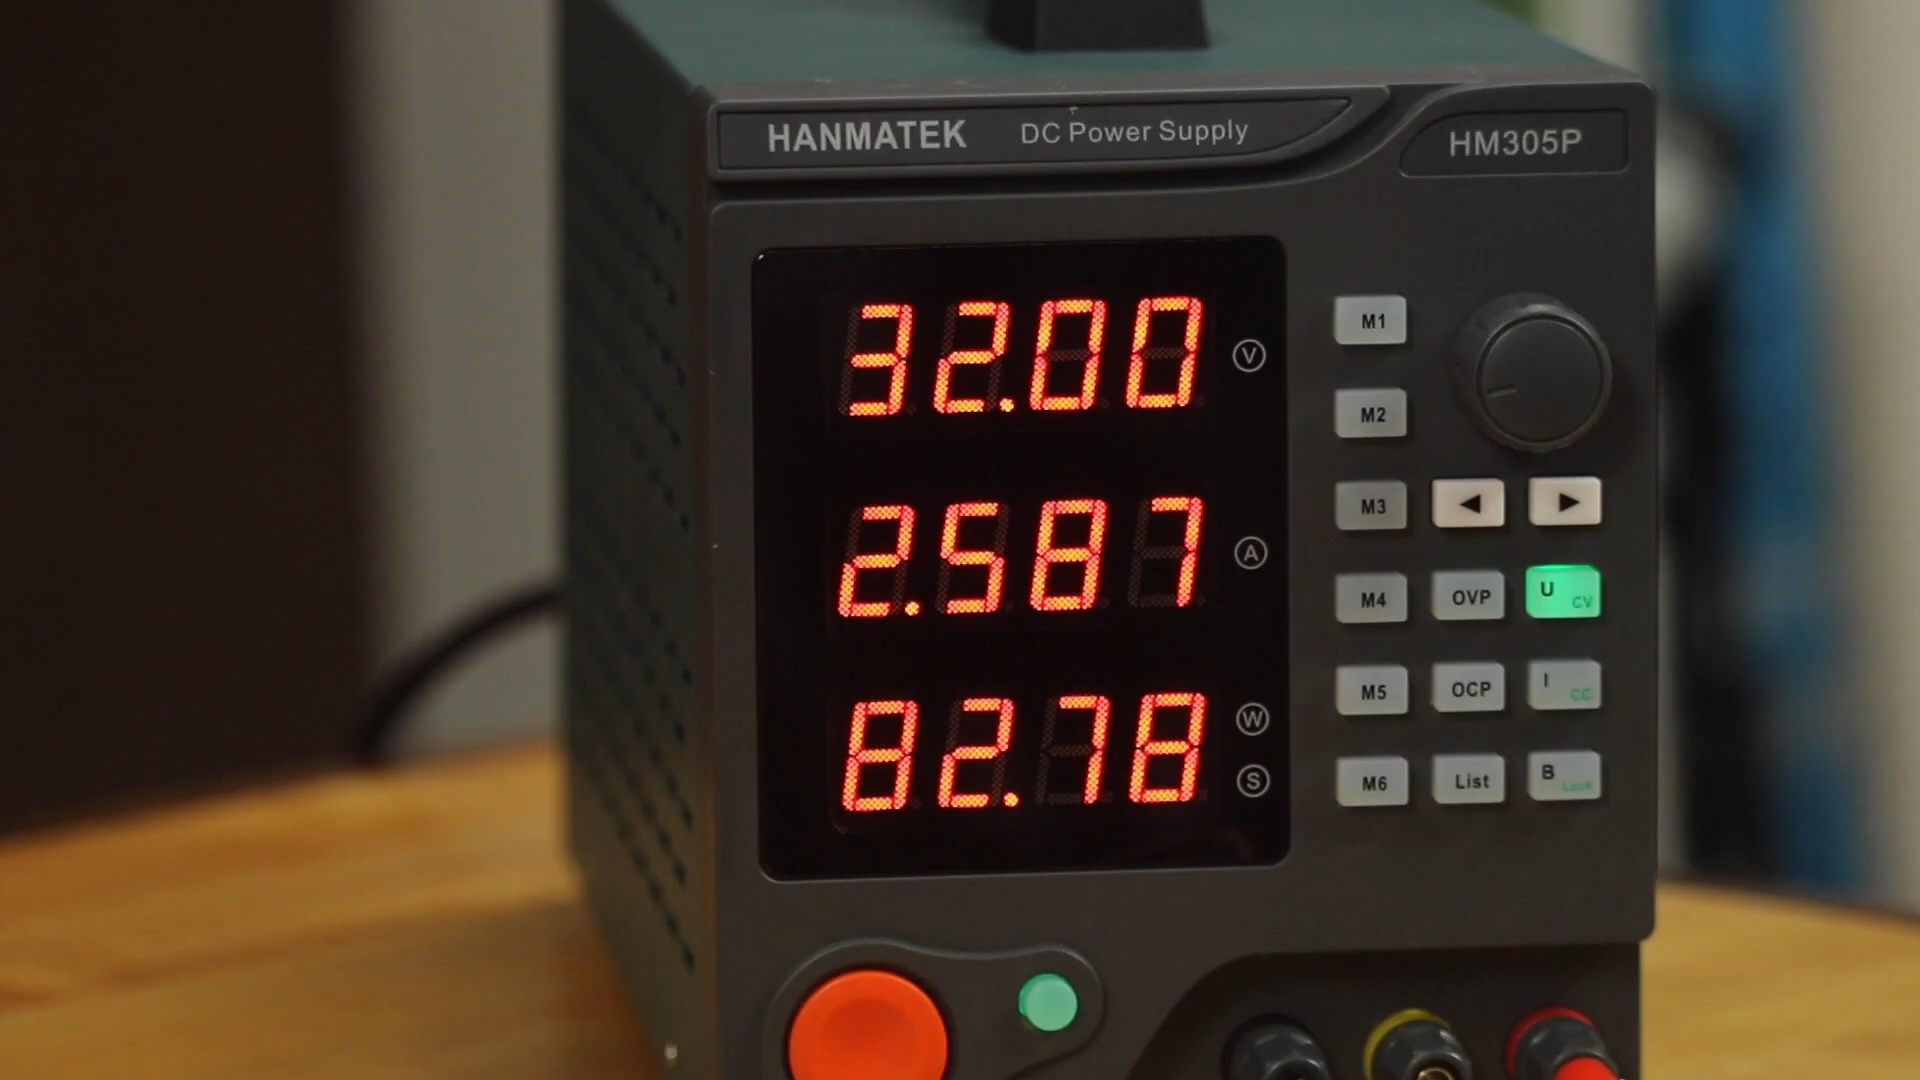 HANMATEK DC Power Supply HM305P
32.00 V
2.587 A
82.78 W
S
M1
M2
M3 ◀ ▶
M4 OVP U CV
M5 OCP I CC
M6 List B Lock